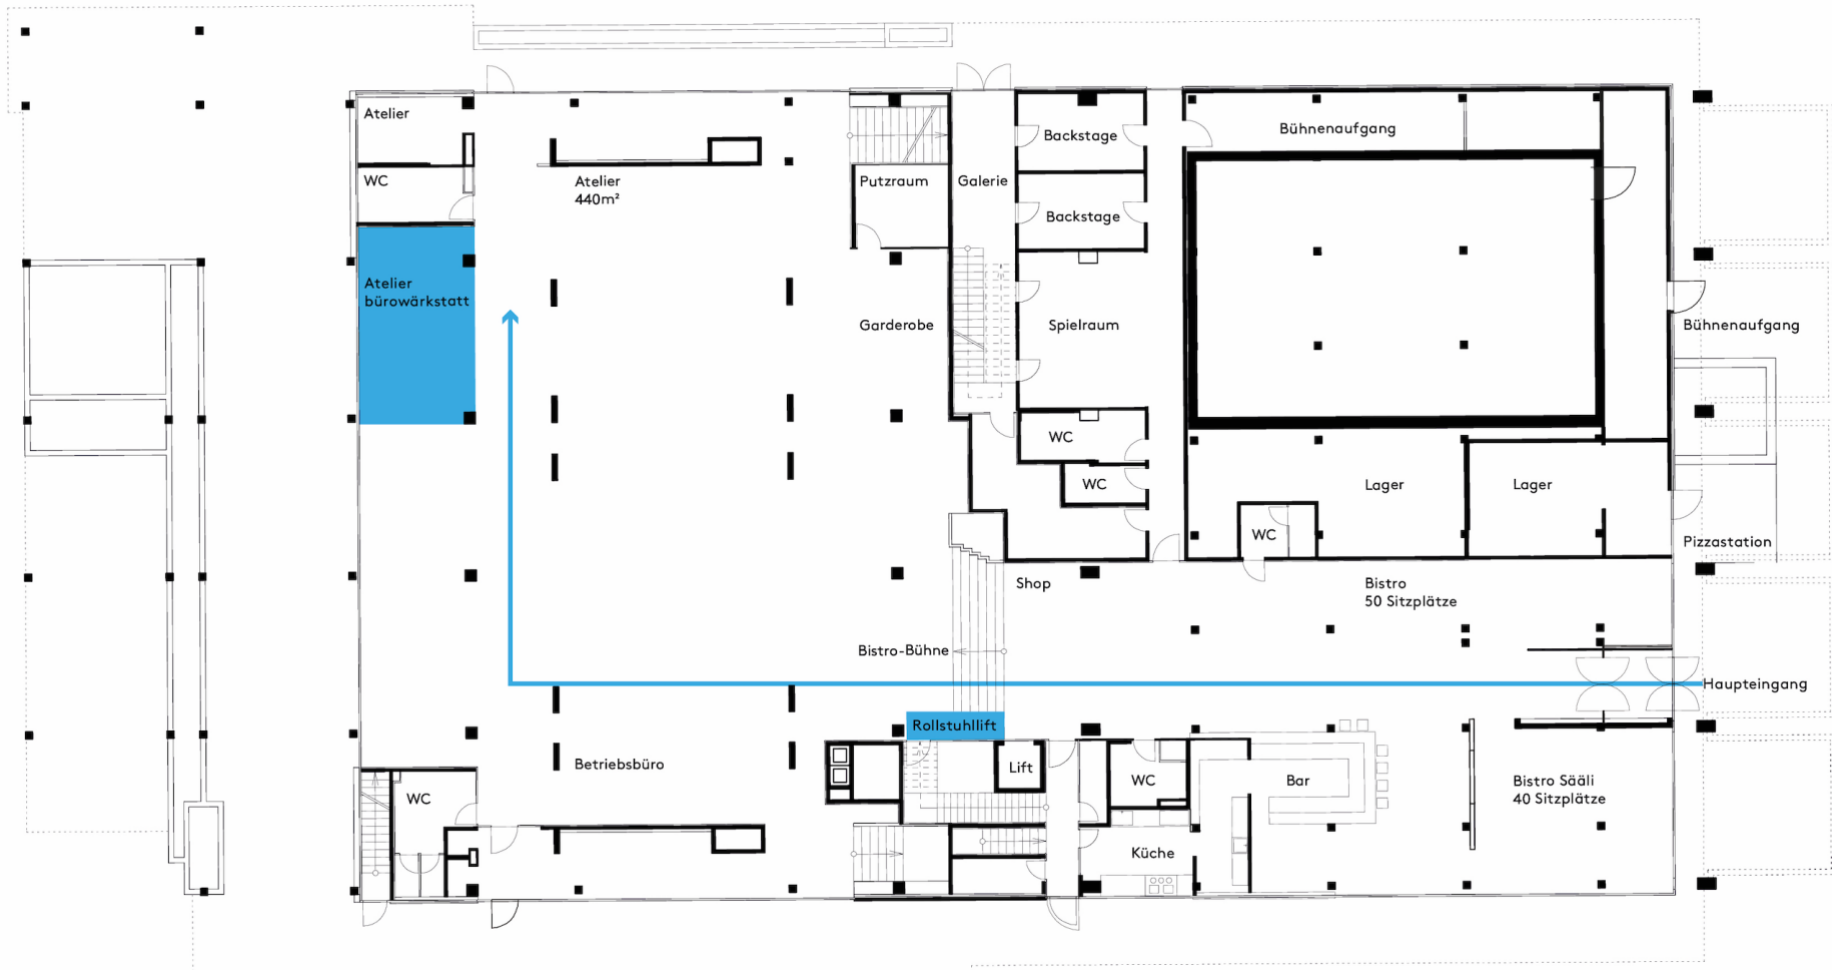 Atelier
WC
Atelier
440m²
Atelier
bürowärkstatt
Putzraum
Galerie
Garderobe
Backstage
Backstage
Spielraum
Bühnenaufgang
Bühnenaufgang
WC
WC
Lager
Lager
WC
Pizzastation
Shop
Bistro
50 Sitzplätze
Bistro-Bühne
Haupteingang
Rollstuhllift
Betriebsbüro
Lift
WC
WC
Bar
Bistro Sääli
40 Sitzplätze
Küche